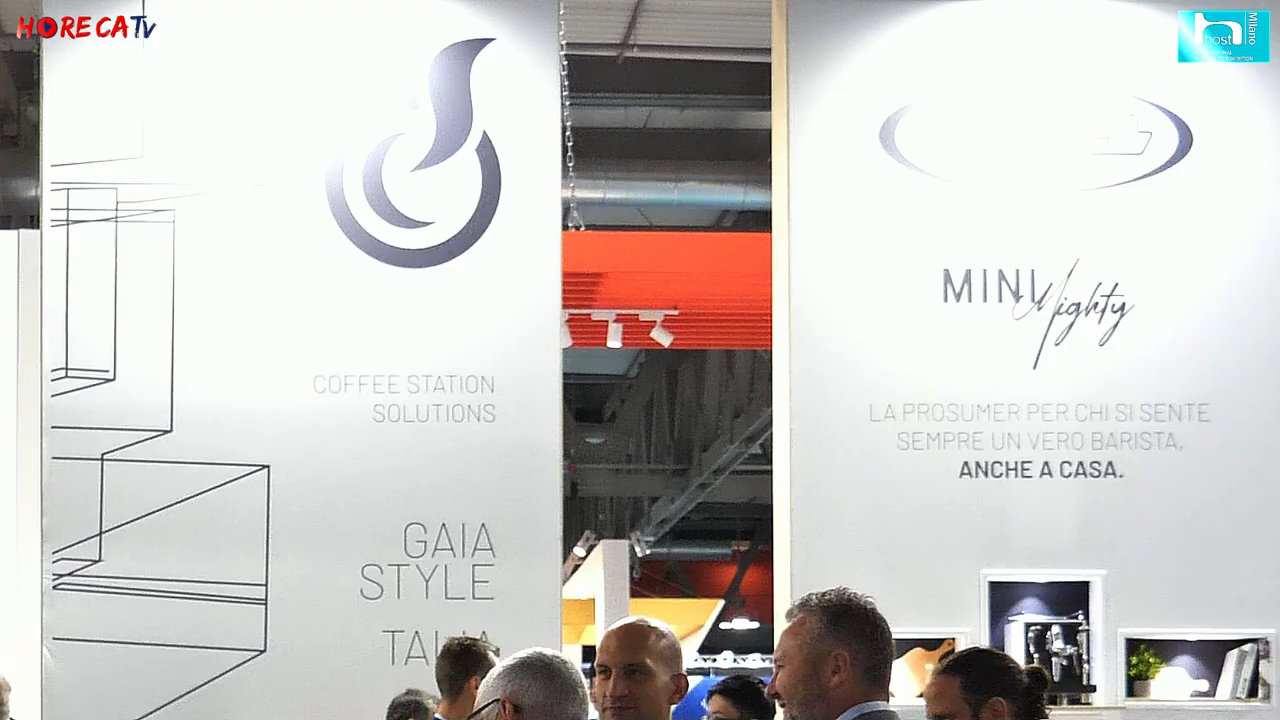 HORECATV
host
Milano
COFFEE STATION
SOLUTIONS
GAIA
STYLE
MINI Mighty
LA PROSUMER PER CHI SI SENTE
SEMPRE UN VERO BARISTA,
ANCHE A CASA.